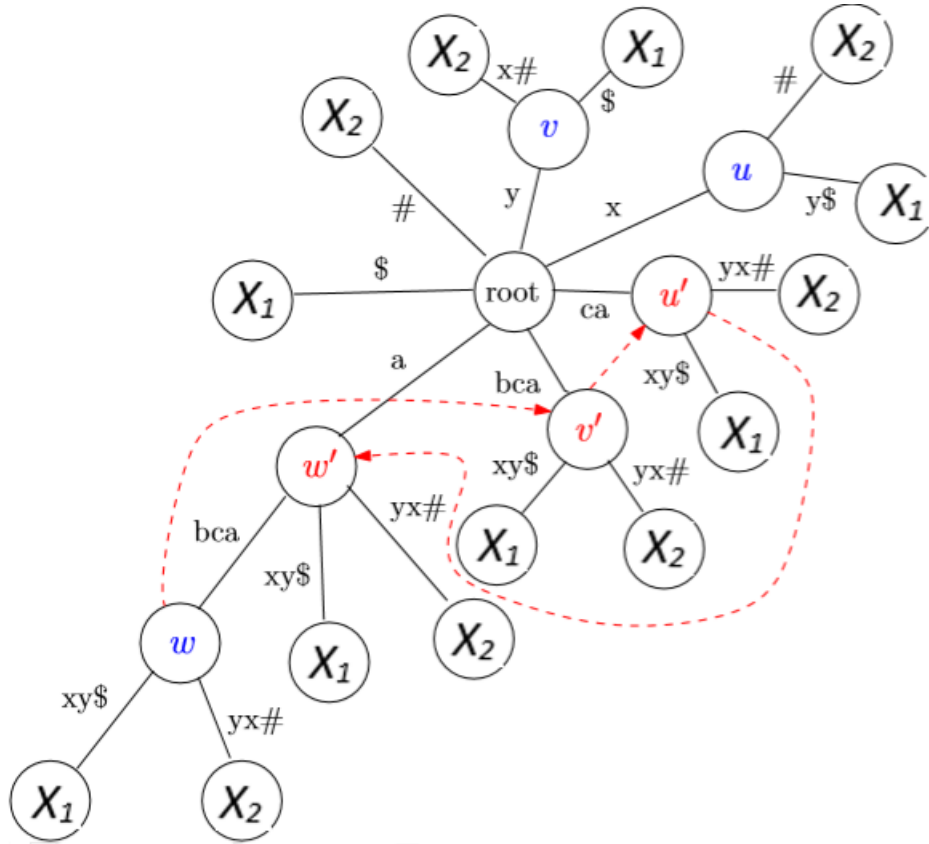 X₂
x#
X₁
$
v
X₂
#
X₂
u
y
x
y$
X₁
#
$
X₁
root
ca
u′
yx#
X₂
a
bca
xy$
X₁
w′
v′
xy$
yx#
X₁
X₂
bca
xy$
yx#
X₁
X₂
w
xy$
yx#
X₁
X₂